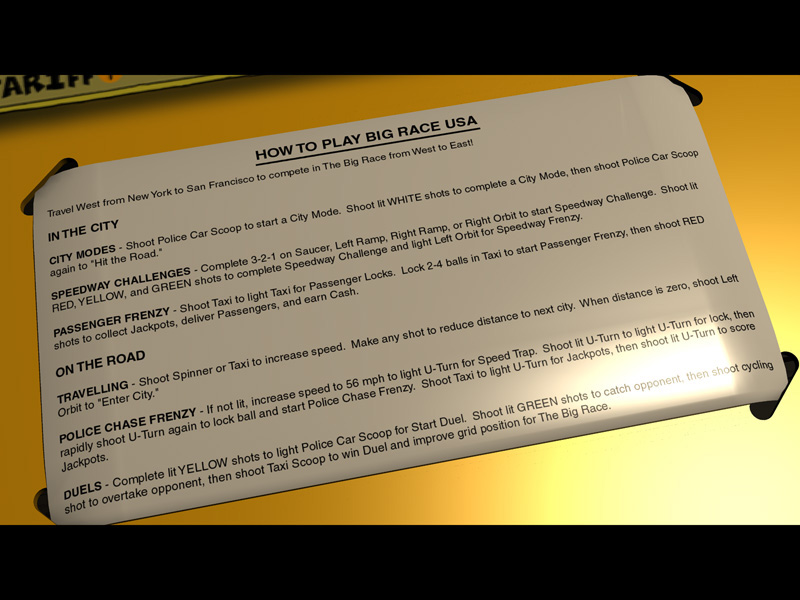 TARIFF
HOW TO PLAY BIG RACE USA
Travel West from New York to San Francisco to compete in The Big Race from West to East!
IN THE CITY
CITY MODES - Shoot Police Car Scoop to start a City Mode. Shoot lit WHITE shots to complete a City Mode, then shoot Police Car Scoop
again to "Hit the Road."
SPEEDWAY CHALLENGES - Complete 3-2-1 on Saucer, Left Ramp, Right Ramp, or Right Orbit to start Speedway Challenge. Shoot lit
RED, YELLOW, and GREEN shots to complete Speedway Challenge and light Left Orbit for Speedway Frenzy.
PASSENGER FRENZY - Shoot Taxi to light Taxi for Passenger Locks. Lock 2-4 balls in Taxi to start Passenger Frenzy, then shoot RED
shots to collect Jackpots, deliver Passengers, and earn Cash.
ON THE ROAD
TRAVELLING - Shoot Spinner or Taxi to increase speed. Make any shot to reduce distance to next city. When distance is zero, shoot Left
Orbit to "Enter City."
POLICE CHASE FRENZY - If not lit, increase speed to 56 mph to light U-Turn for Speed Trap. Shoot lit U-Turn to light U-Turn for lock, then
rapidly shoot U-Turn again to lock ball and start Police Chase Frenzy. Shoot Taxi to light U-Turn for Jackpots, then shoot lit U-Turn to score
Jackpots.
DUELS - Complete lit YELLOW shots to light Police Car Scoop for Start Duel. Shoot lit GREEN shots to catch opponent, then shoot cycling
shot to overtake opponent, then shoot Taxi Scoop to win Duel and improve grid position for The Big Race.